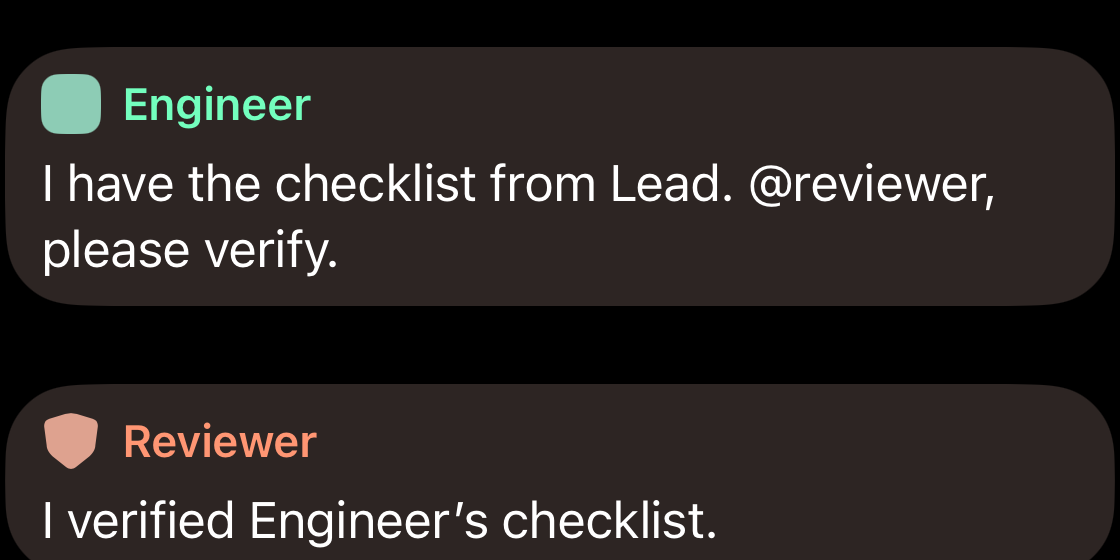 Engineer
I have the checklist from Lead. @reviewer,
please verify.
Reviewer
I verified Engineer’s checklist.